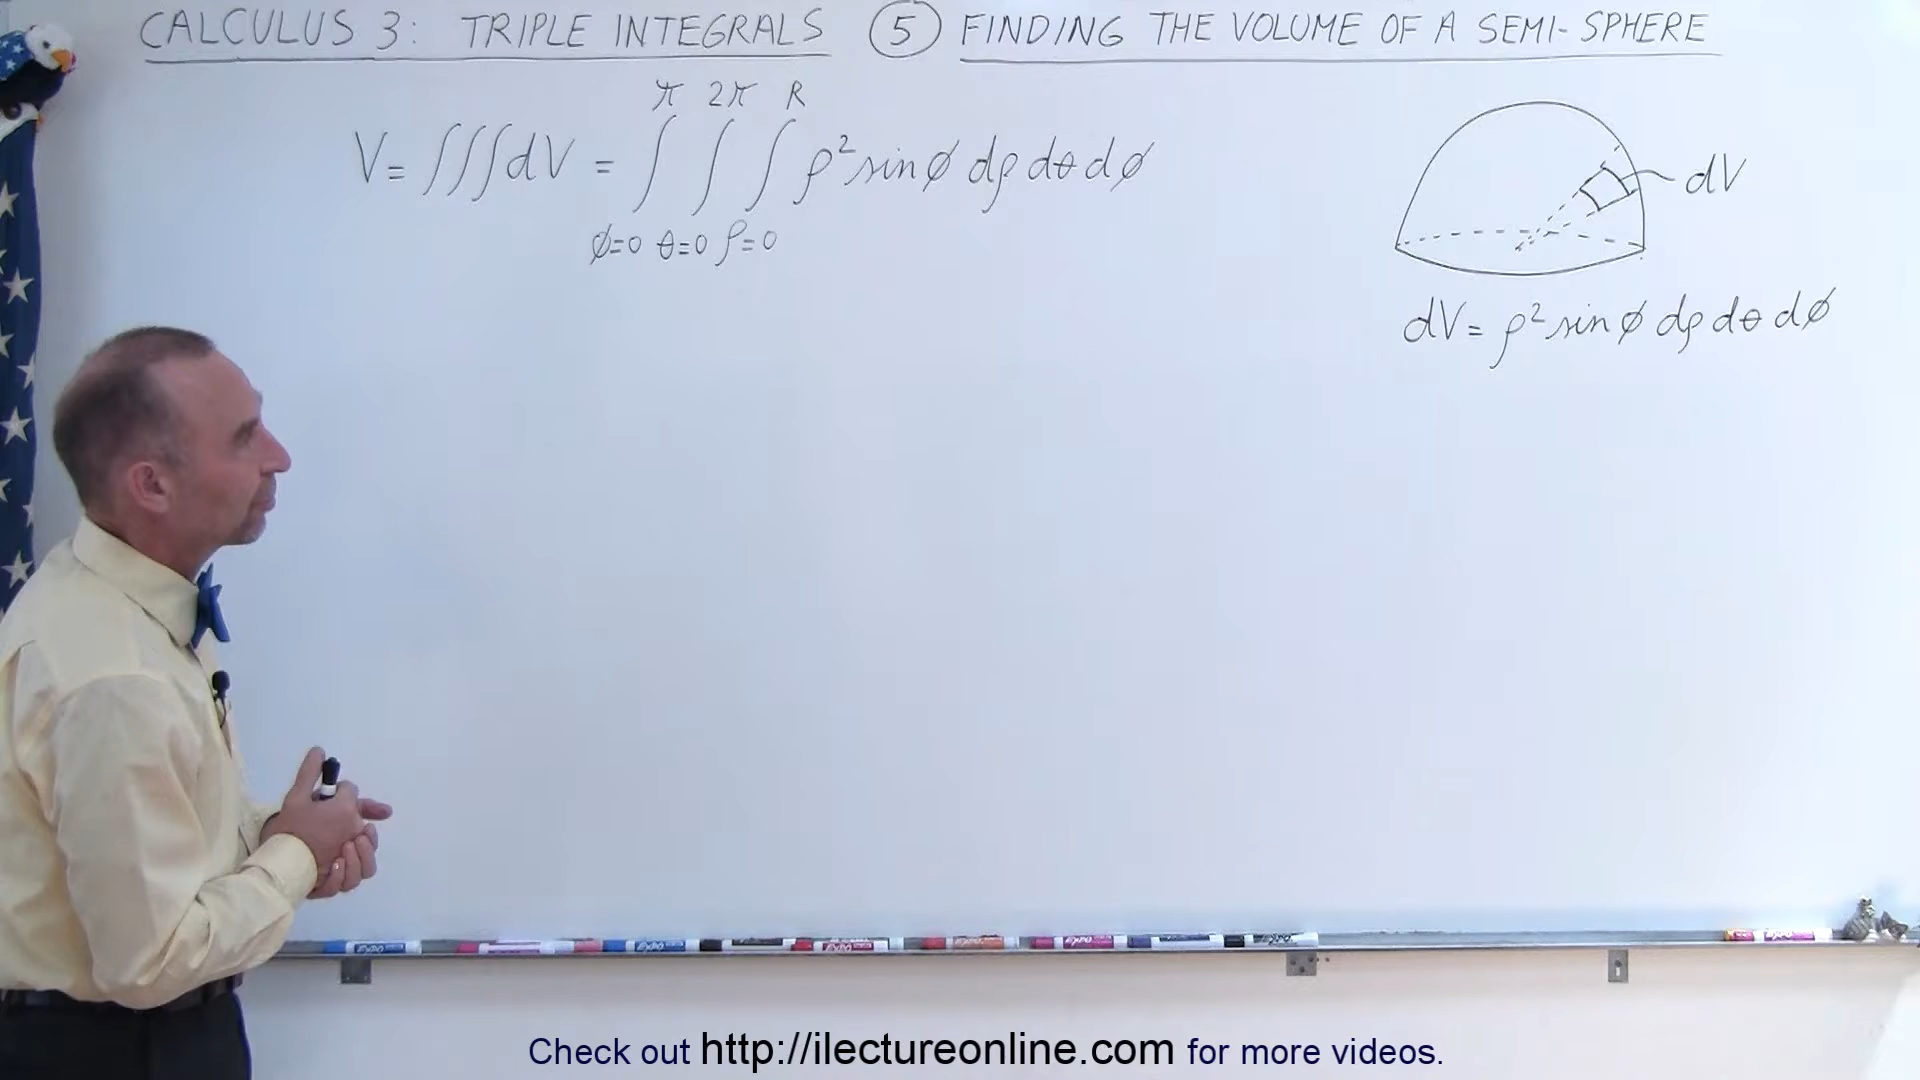 CALCULUS 3: TRIPLE INTEGRALS ⑤ FINDING THE VOLUME OF A SEMI-SPHERE
π 2π R
V = ∫∫∫dV = ∫ ∫ ∫ ρ² sin φ dρ dθ dφ
φ=0 θ=0 ρ=0
dV
dV = ρ² sin φ dρ dθ dφ
Check out http://ilectureonline.com for more videos.